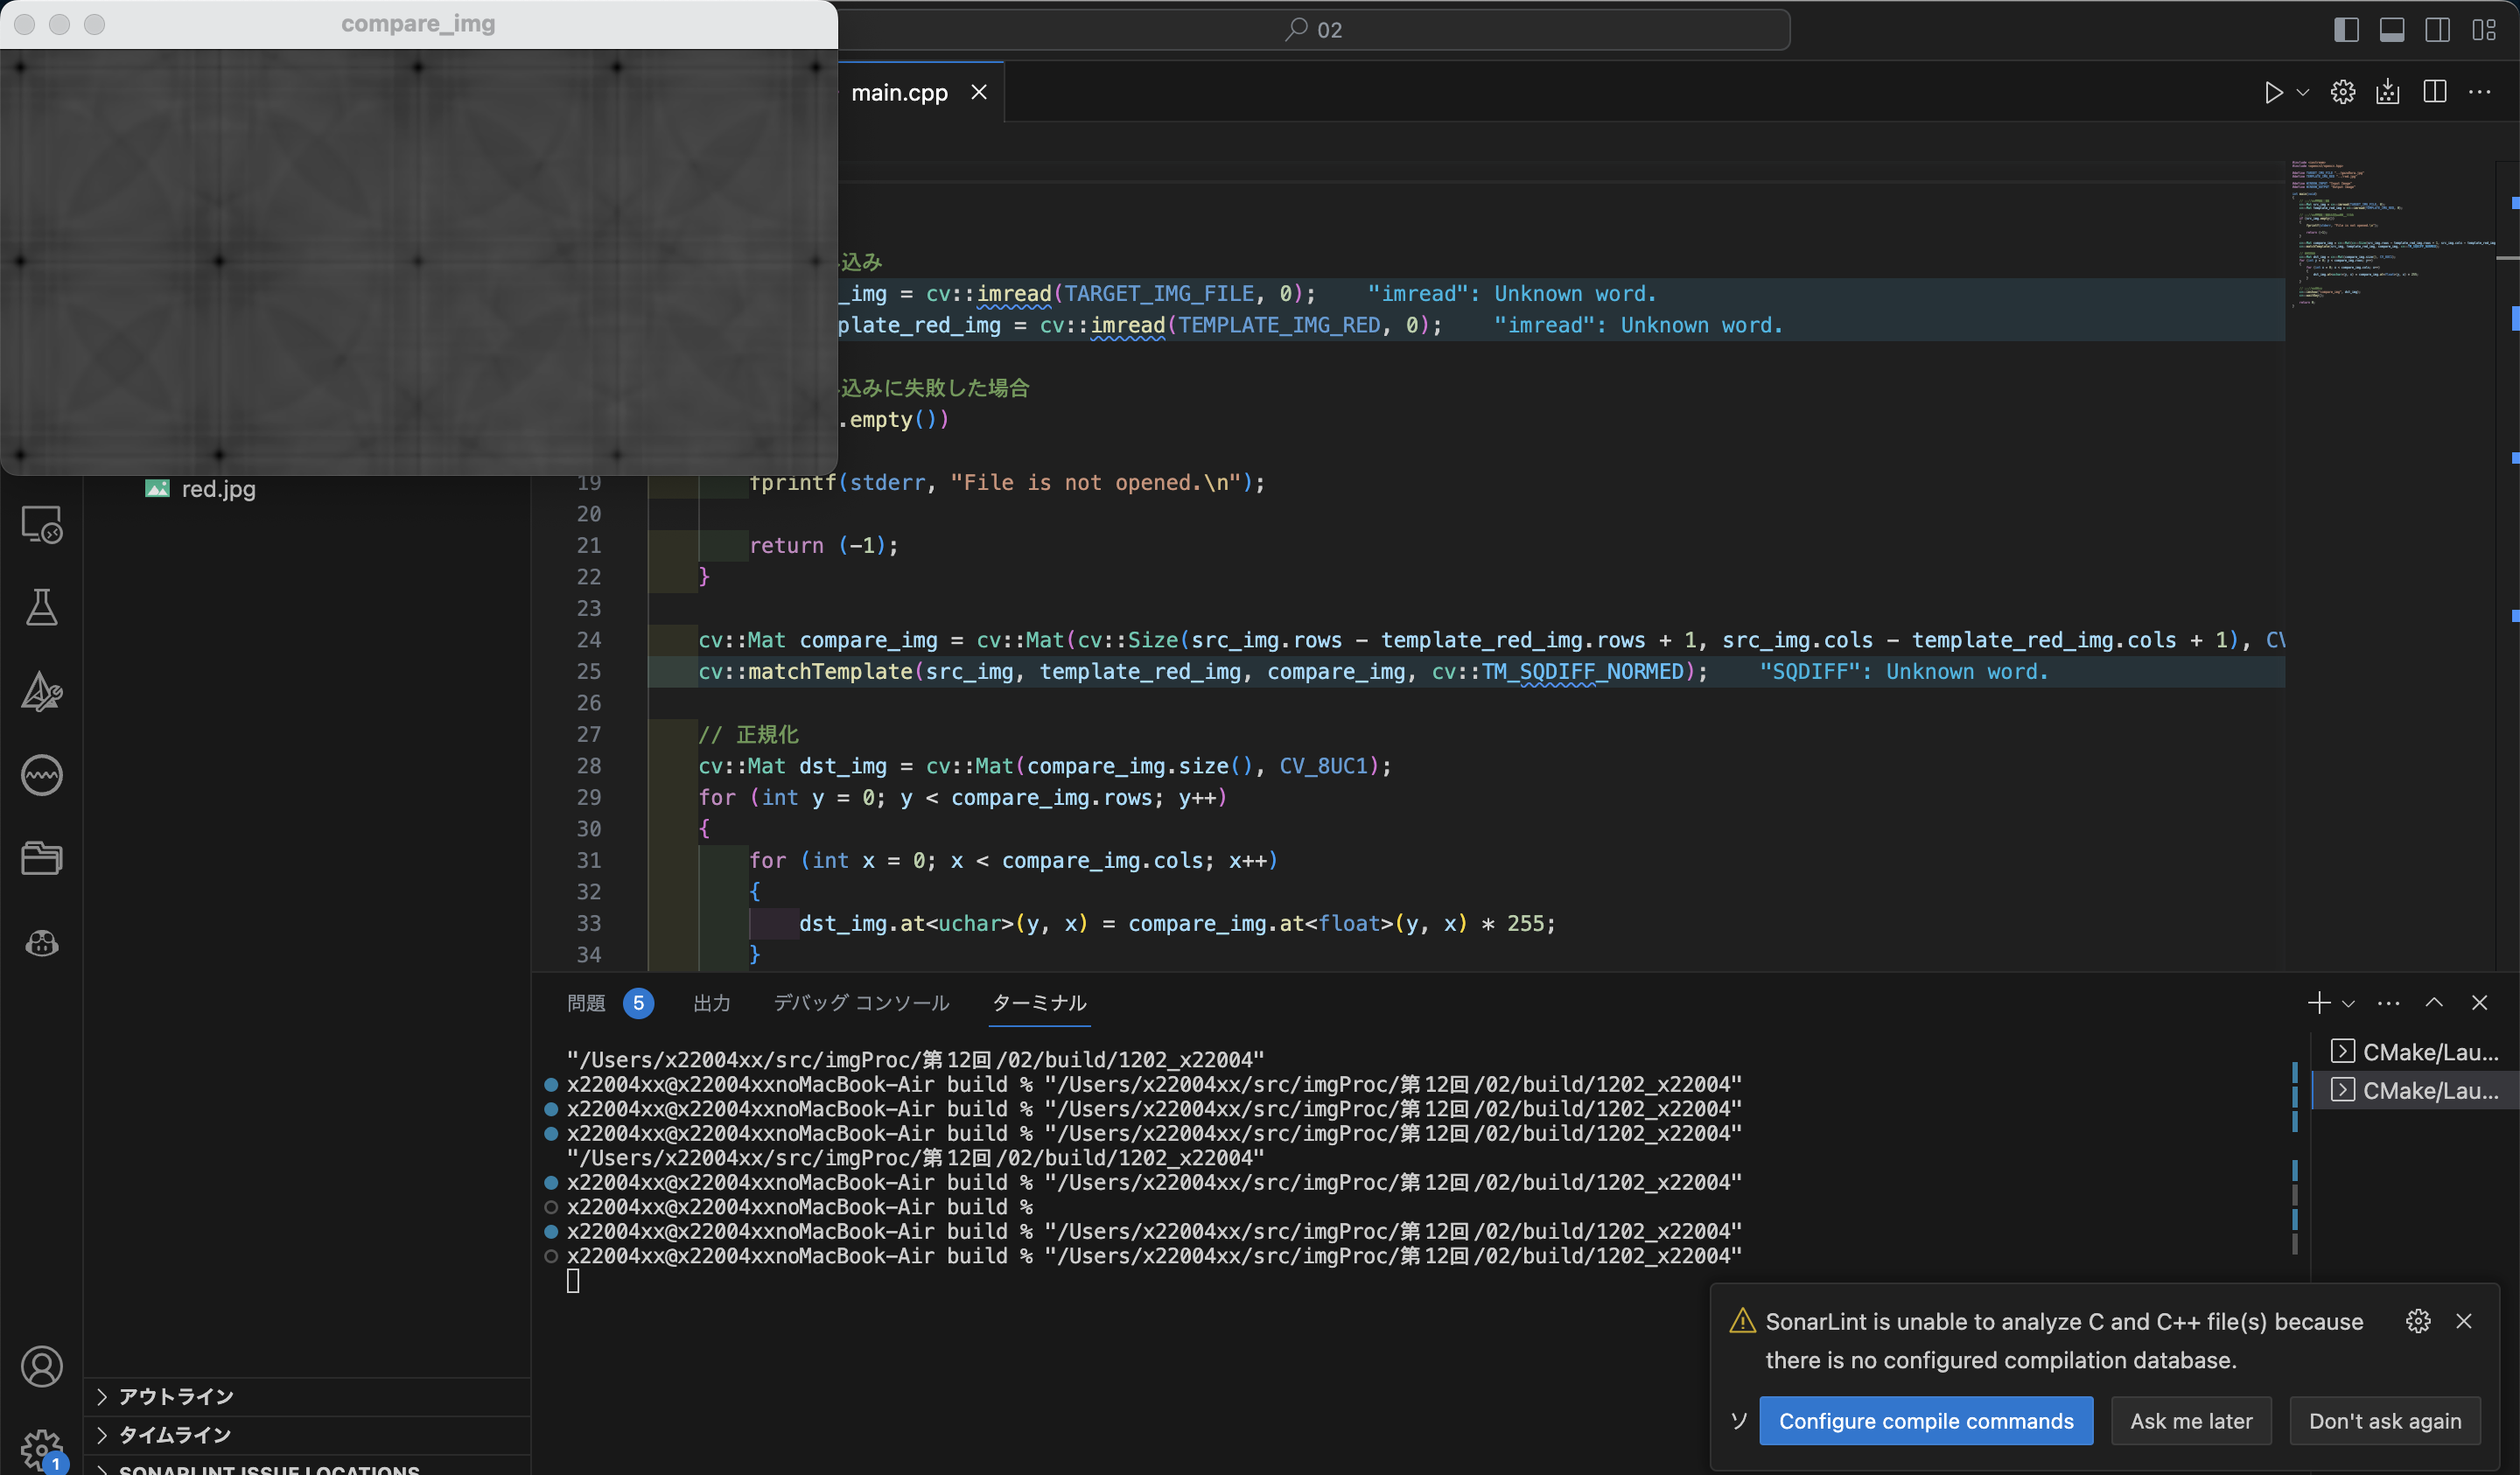 compare_img
02
main.cpp
込み
_img = cv::imread(TARGET_IMG_FILE, 0); "imread": Unknown word.
plate_red_img = cv::imread(TEMPLATE_IMG_RED, 0); "imread": Unknown word.
込みに失敗した場合
.empty())
red.jpg
19 fprintf(stderr, "File is not opened.\n");
20
21 return (-1);
22 }
23
24 cv::Mat compare_img = cv::Mat(cv::Size(src_img.rows - template_red_img.rows + 1, src_img.cols - template_red_img.cols + 1), CV
25 cv::matchTemplate(src_img, template_red_img, compare_img, cv::TM_SQDIFF_NORMED); "SQDIFF": Unknown word.
26
27 // 正規化
28 cv::Mat dst_img = cv::Mat(compare_img.size(), CV_8UC1);
29 for (int y = 0; y < compare_img.rows; y++)
30 {
31 for (int x = 0; x < compare_img.cols; x++)
32 {
33 dst_img.at<uchar>(y, x) = compare_img.at<float>(y, x) * 255;
34 }
問題 5 出力 デバッグ コンソール ターミナル
"/Users/x22004xx/src/imgProc/第12回/02/build/1202_x22004"
x22004xx@x22004xxnoMacBook-Air build % "/Users/x22004xx/src/imgProc/第12回/02/build/1202_x22004"
x22004xx@x22004xxnoMacBook-Air build % "/Users/x22004xx/src/imgProc/第12回/02/build/1202_x22004"
x22004xx@x22004xxnoMacBook-Air build % "/Users/x22004xx/src/imgProc/第12回/02/build/1202_x22004"
"/Users/x22004xx/src/imgProc/第12回/02/build/1202_x22004"
x22004xx@x22004xxnoMacBook-Air build % "/Users/x22004xx/src/imgProc/第12回/02/build/1202_x22004"
x22004xx@x22004xxnoMacBook-Air build %
x22004xx@x22004xxnoMacBook-Air build % "/Users/x22004xx/src/imgProc/第12回/02/build/1202_x22004"
x22004xx@x22004xxnoMacBook-Air build % "/Users/x22004xx/src/imgProc/第12回/02/build/1202_x22004"
CMake/Lau...
CMake/Lau...
SonarLint is unable to analyze C and C++ file(s) because
there is no configured compilation database.
ソ Configure compile commands Ask me later Don't ask again
アウトライン
タイムライン
1
SONARLINT ISSUE LOCATIONS